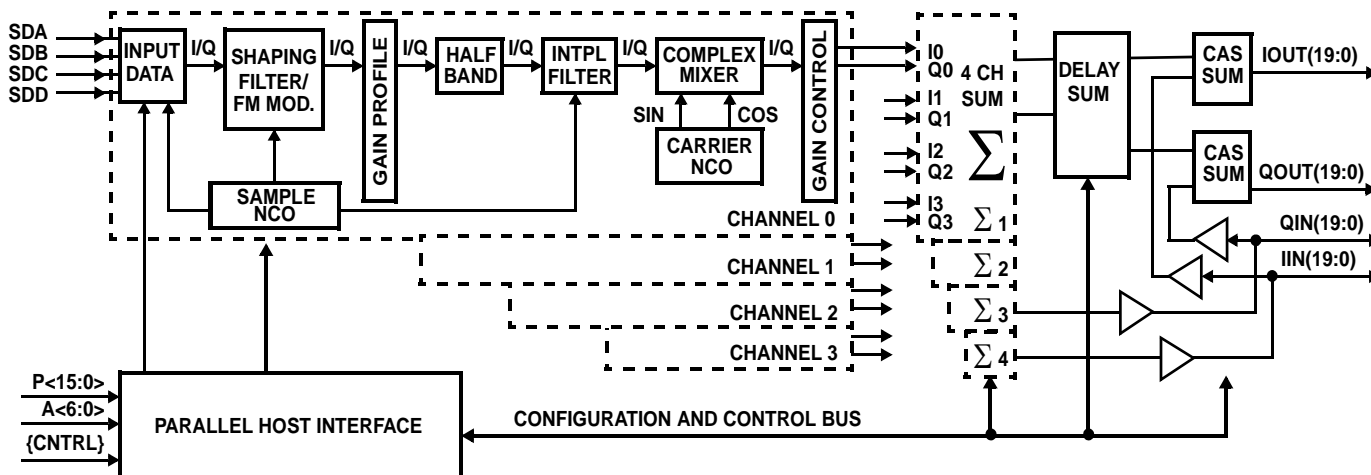 SDA
SDB
SDC
SDD
INPUT
DATA
I/Q
SHAPING
FILTER/
FM MOD.
I/Q
GAIN PROFILE
I/Q
HALF
BAND
I/Q
INTPL
FILTER
I/Q
COMPLEX
MIXER
I/Q
GAIN CONTROL
SIN
COS
CARRIER
NCO
SAMPLE
NCO
CHANNEL 0
CHANNEL 1
CHANNEL 2
CHANNEL 3
I0
Q0
I1
Q1
I2
Q2
I3
Q3
4 CH
SUM
∑
∑ 1
∑ 2
∑ 3
∑ 4
DELAY
SUM
CAS
SUM
IOUT(19:0)
CAS
SUM
QOUT(19:0)
QIN(19:0)
IIN(19:0)
P<15:0>
A<6:0>
{CNTRL}
PARALLEL HOST INTERFACE
CONFIGURATION AND CONTROL BUS